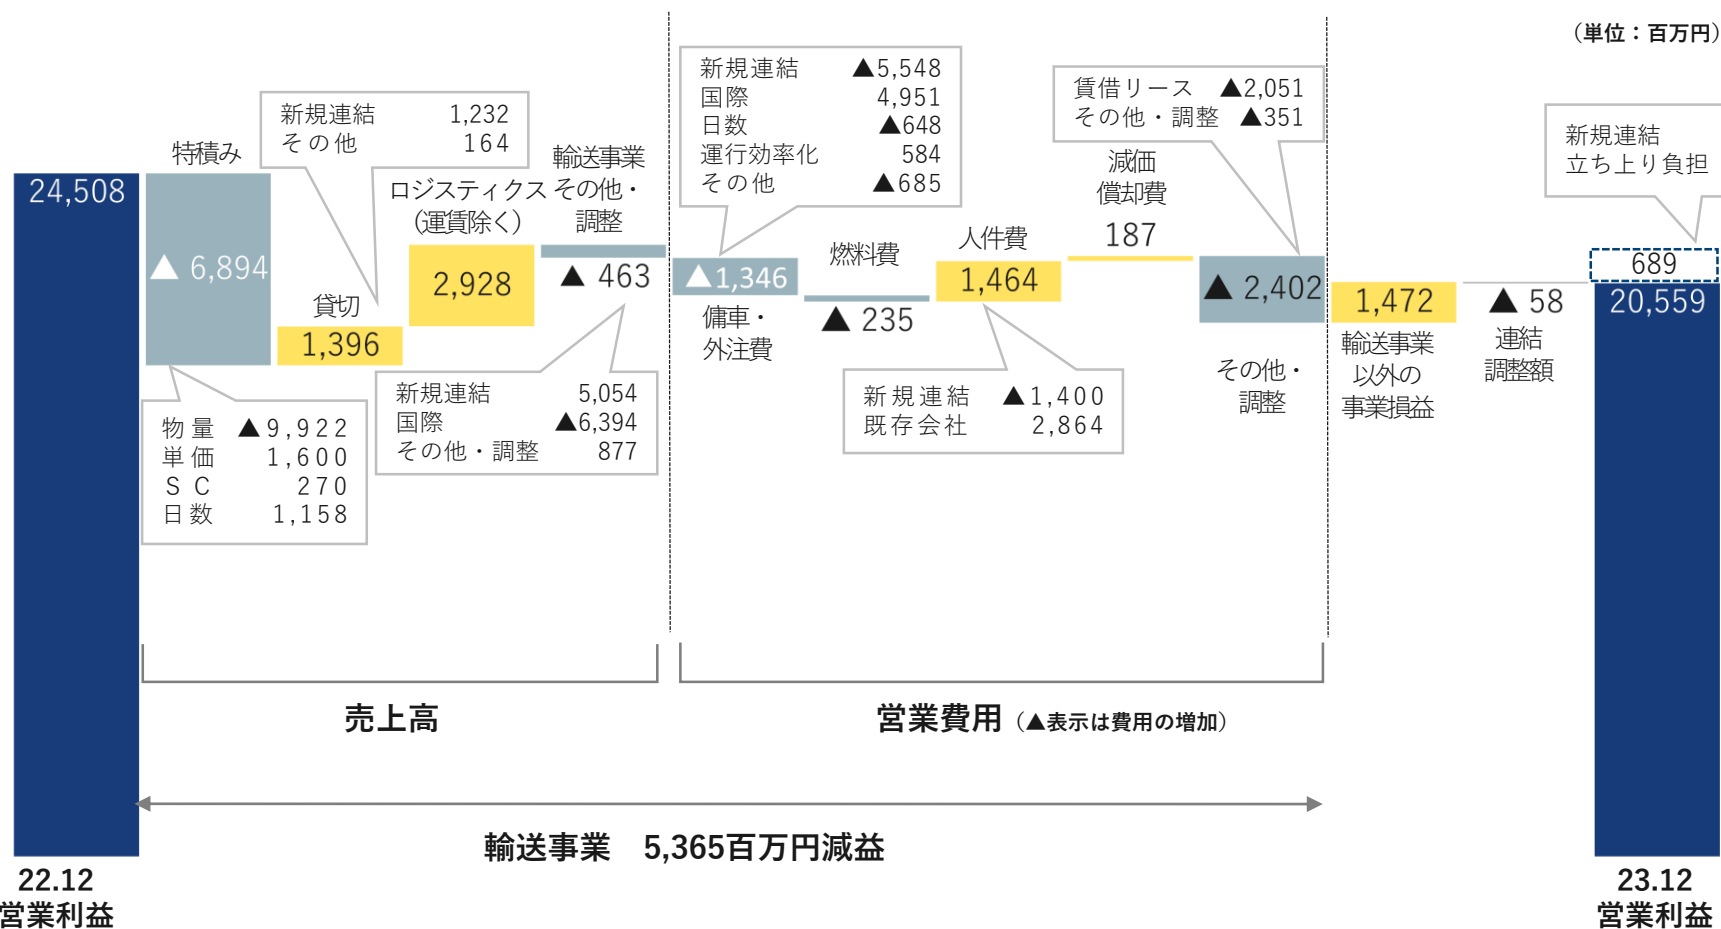 （単位：百万円）
24,508
特積み
▲ 6,894
物量 ▲9,922
単価 1,600
ＳＣ 270
日数 1,158
新規連結 1,232
その他 164
貸切
1,396
ロジスティクス
（運賃除く）
2,928
輸送事業
その他・
調整
▲ 463
新規連結 5,054
国際 ▲6,394
その他・調整 877
新規連結 ▲5,548
国際 4,951
日数 ▲648
運行効率化 584
その他 ▲685
▲1,346
傭車・
外注費
燃料費
▲ 235
人件費
1,464
新規連結 ▲1,400
既存会社 2,864
減価
償却費
187
賃借リース ▲2,051
その他・調整 ▲351
▲ 2,402
その他・
調整
1,472
輸送事業
以外の
事業損益
▲ 58
連結
調整額
新規連結
立ち上り負担
689
20,559
売上高
営業費用（▲表示は費用の増加）
輸送事業 5,365百万円減益
22.12
営業利益
23.12
営業利益